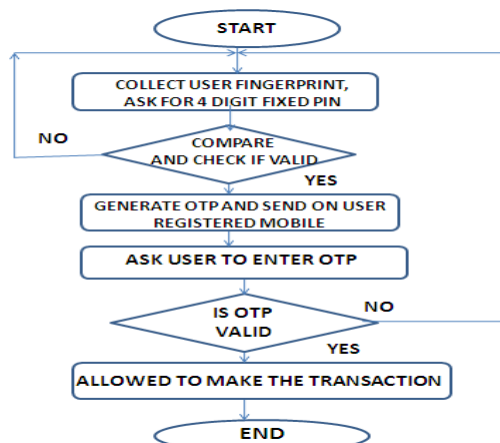 START
COLLECT USER FINGERPRINT,
ASK FOR 4 DIGIT FIXED PIN
NO
COMPARE
AND CHECK IF VALID
YES
GENERATE OTP AND SEND ON USER
REGISTERED MOBILE
ASK USER TO ENTER OTP
IS OTP
VALID
NO
YES
ALLOWED TO MAKE THE TRANSACTION
END